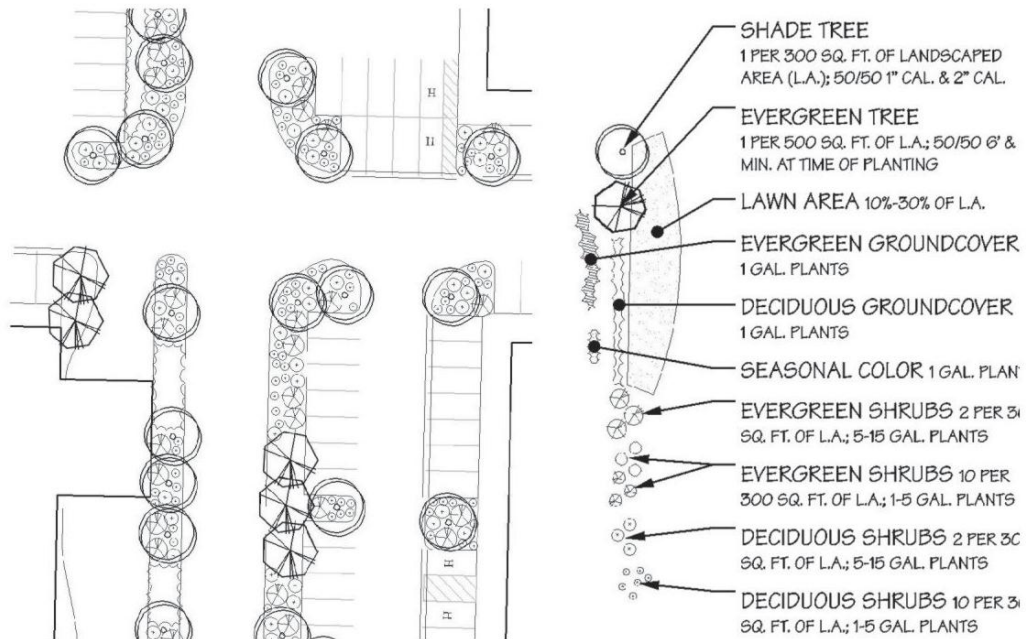 SHADE TREE
1 PER 300 SQ. FT. OF LANDSCAPED
AREA (L.A.); 50/50 1" CAL. & 2" CAL.
EVERGREEN TREE
1 PER 500 SQ. FT. OF L.A.; 50/50 6' &
MIN. AT TIME OF PLANTING
LAWN AREA 10%-30% OF L.A.
EVERGREEN GROUNDCOVER
1 GAL. PLANTS
DECIDUOUS GROUNDCOVER
1 GAL. PLANTS
SEASONAL COLOR 1 GAL.
EVERGREEN SHRUBS 2 PER
SQ. FT. OF L.A.; 5-15 GAL. PLANTS
EVERGREEN SHRUBS 10 PER
300 SQ. FT. OF L.A.; 1-5 GAL. PLANTS
DECIDUOUS SHRUBS 2 PER
SQ. FT. OF L.A.; 5-15 GAL. PLANTS
DECIDUOUS SHRUBS 10 PER
SQ. FT. OF L.A.; 1-5 GAL. PLANTS
H
H
H